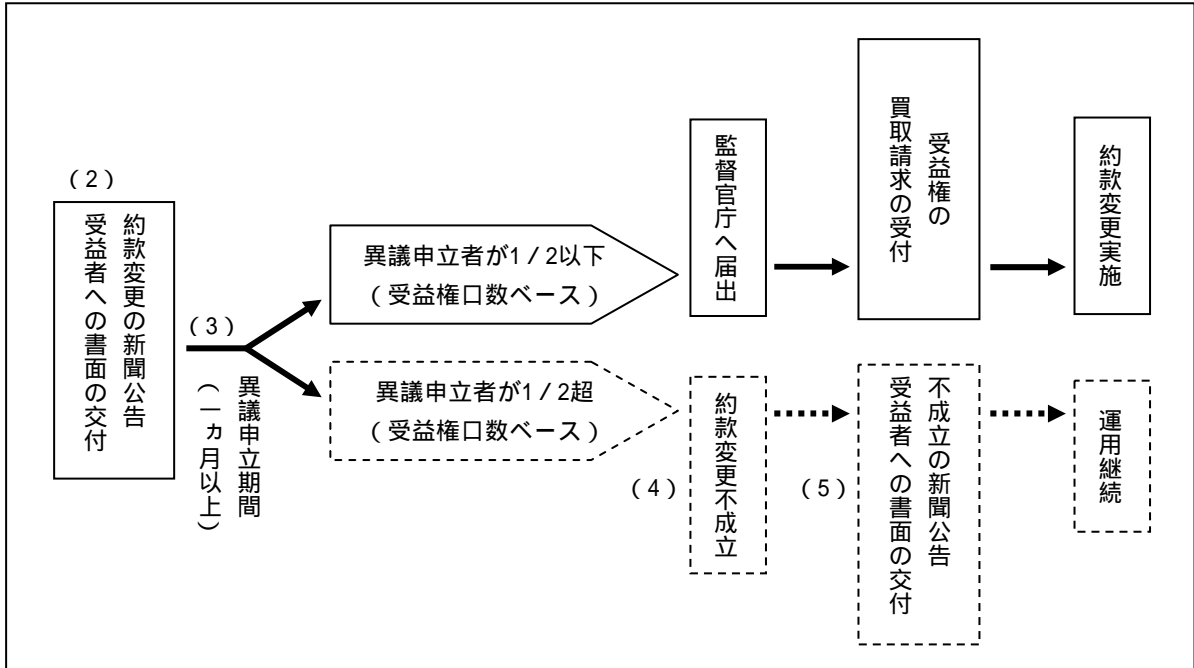 (2)
約款変更の新聞公告
受益者への書面の交付
(3)
異議申立期間
(一ヵ月以上)
異議申立者が1/2以下
(受益権口数ベース)
監督官庁へ届出
受益権の
買取請求の受付
約款変更実施
異議申立者が1/2超
(受益権口数ベース)
(4)
約款変更不成立
(5)
不成立の新聞公告
受益者への書面の交付
運用継続